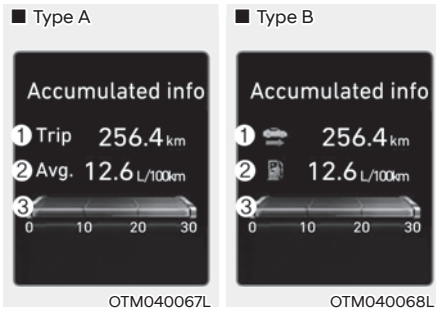 ■ Type A
Accumulated info
① Trip 256.4 km
② Avg. 12.6 L/100km
③
0 10 20 30
OTM040067L
■ Type B
Accumulated info
① 256.4 km
② 12.6 L/100km
③
0 10 20 30
OTM040068L